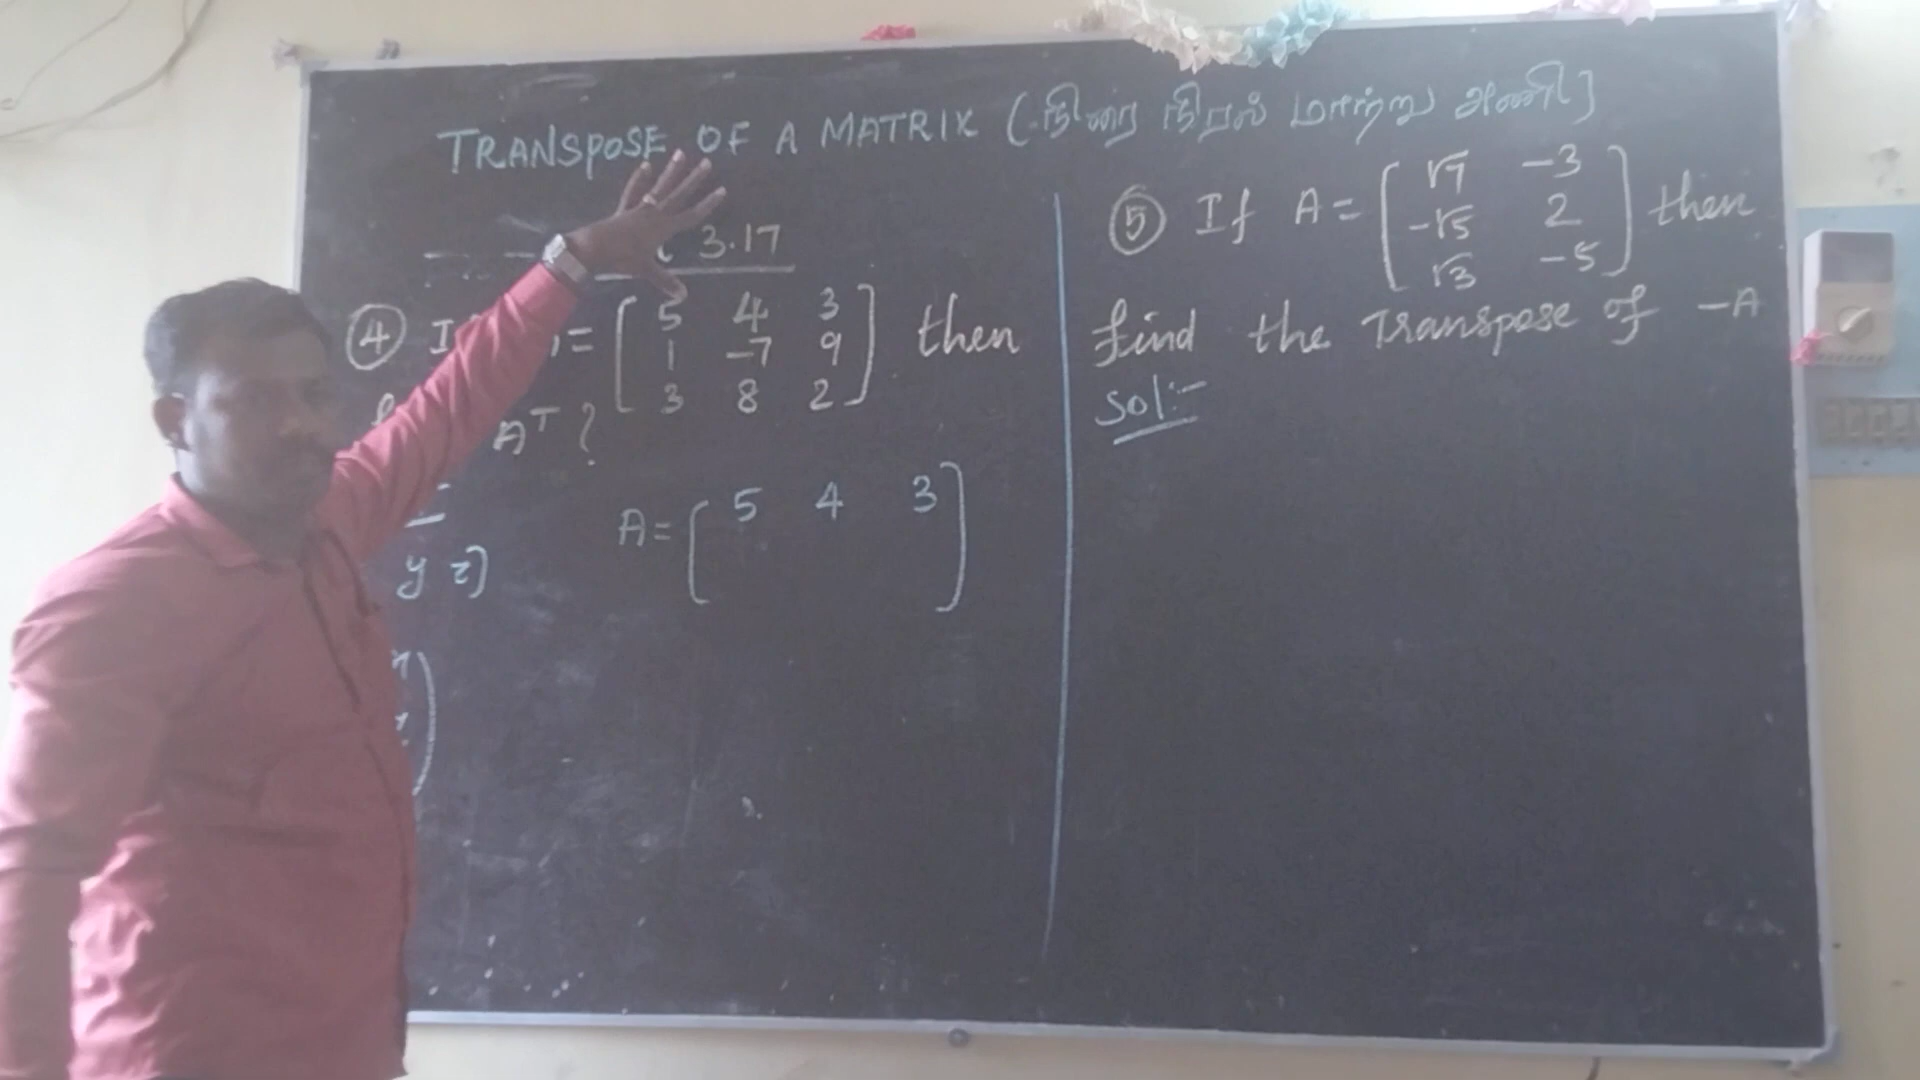 TRANSPOSE OF A MATRIX (நிரை நிரல் மாற்று அணி]
3.17
④ If = [ 5 4 3
1 -7 9
3 8 2 ] then
Aᵀ ?
y z)
A = [ 5 4 3 ]
⑤ If A = [ √7 -3
-√5 2
√3 -5 ] then
find the Transpose of -A
Sol:-